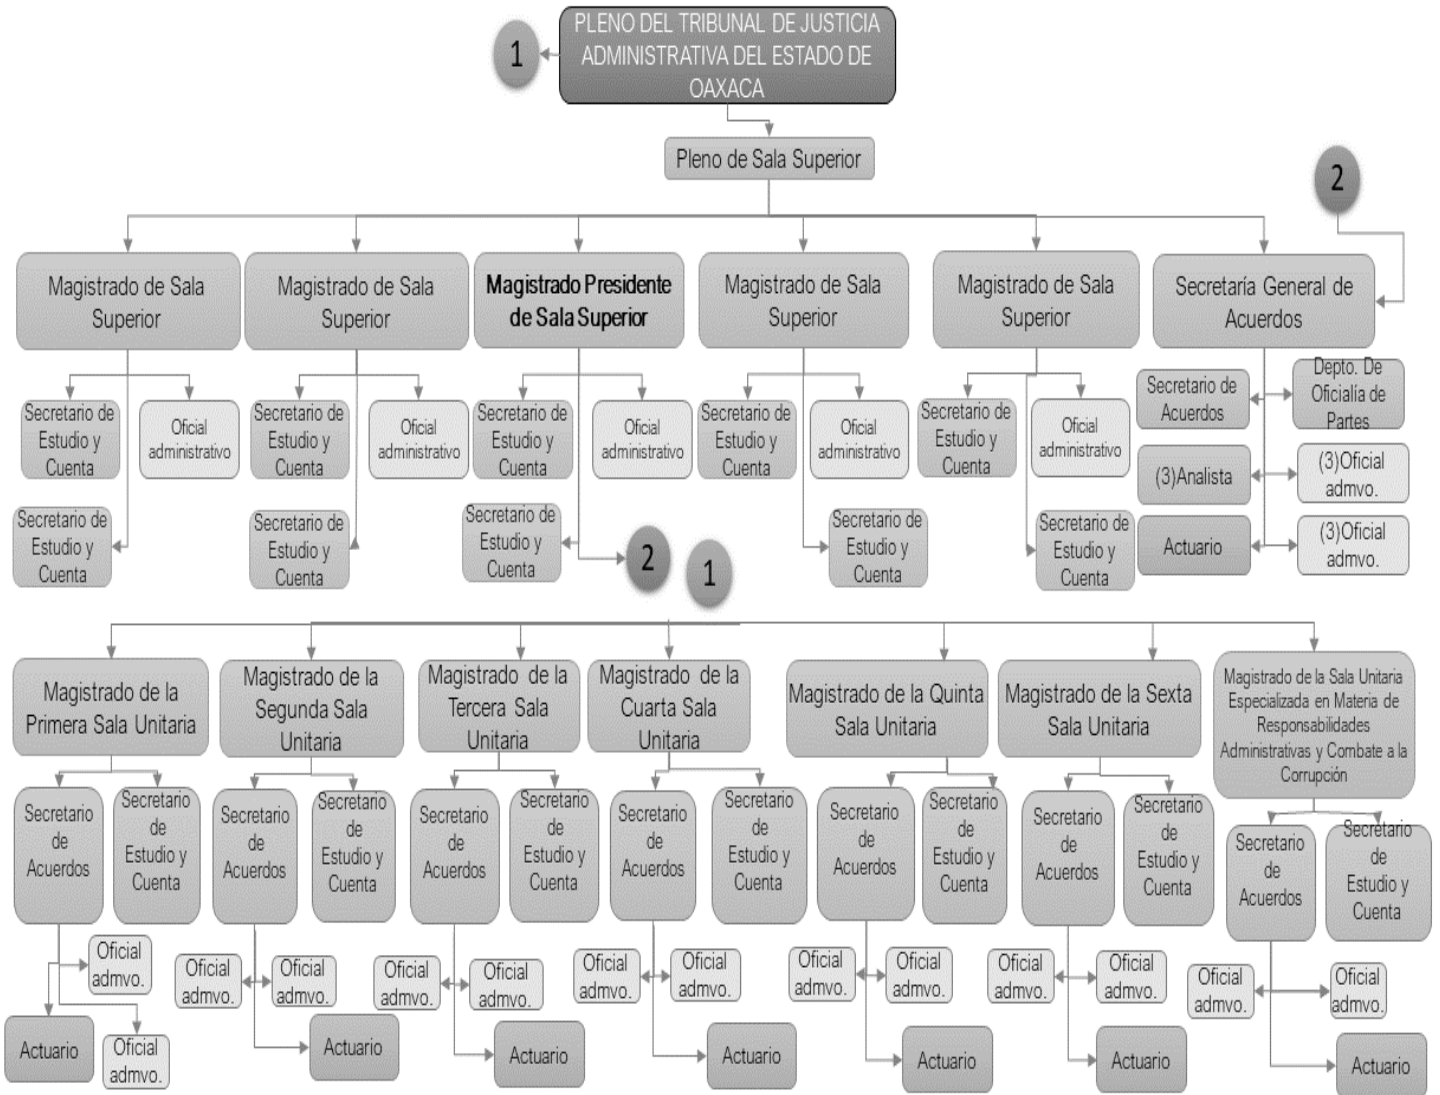 1
PLENO DEL TRIBUNAL DE JUSTICIA
ADMINISTRATIVA DEL ESTADO DE
OAXACA
Pleno de Sala Superior
2
Magistrado de Sala
Superior
Magistrado de Sala
Superior
Magistrado Presidente
de Sala Superior
Magistrado de Sala
Superior
Magistrado de Sala
Superior
Secretaría General de
Acuerdos
Secretario de
Estudio y
Cuenta
Oficial
administrativo
Secretario de
Estudio y
Cuenta
Oficial
administrativo
Secretario de
Estudio y
Cuenta
Oficial
administrativo
Secretario de
Estudio y
Cuenta
Oficial
administrativo
Secretario de
Estudio y
Cuenta
Oficial
administrativo
Secretario de
Acuerdos
Depto. De
Oficialía de
Partes
(3)Analista
(3)Oficial
admvo.
Secretario de
Estudio y
Cuenta
Secretario de
Estudio y
Cuenta
Secretario de
Estudio y
Cuenta
2
1
Secretario de
Estudio y
Cuenta
Secretario de
Estudio y
Cuenta
Actuario
(3)Oficial
admvo.
Magistrado de la
Primera Sala Unitaria
Magistrado de la
Segunda Sala
Unitaria
Magistrado de la
Tercera Sala
Unitaria
Magistrado de la
Cuarta Sala
Unitaria
Magistrado de la Quinta
Sala Unitaria
Magistrado de la Sexta
Sala Unitaria
Magistrado de la Sala Unitaria
Especializada en Materia de
Responsabilidades
Administrativas y Combate a la
Corrupción
Secretario
de
Acuerdos
Secretario
de
Estudio y
Cuenta
Secretario
de
Acuerdos
Secretario
de
Estudio y
Cuenta
Secretario
de
Acuerdos
Secretario
de
Estudio y
Cuenta
Secretario
de
Acuerdos
Secretario
de
Estudio y
Cuenta
Secretario
de
Acuerdos
Secretario
de
Estudio y
Cuenta
Secretario
de
Acuerdos
Secretario
de
Estudio y
Cuenta
Secretario
de
Acuerdos
Secretario
de
Estudio y
Cuenta
Oficial
admvo.
Actuario
Oficial
admvo.
Oficial
admvo.
Oficial
admvo.
Actuario
Oficial
admvo.
Oficial
admvo.
Actuario
Oficial
admvo.
Oficial
admvo.
Actuario
Oficial
admvo.
Oficial
admvo.
Actuario
Oficial
admvo.
Oficial
admvo.
Actuario
Oficial
admvo.
Oficial
admvo.
Actuario